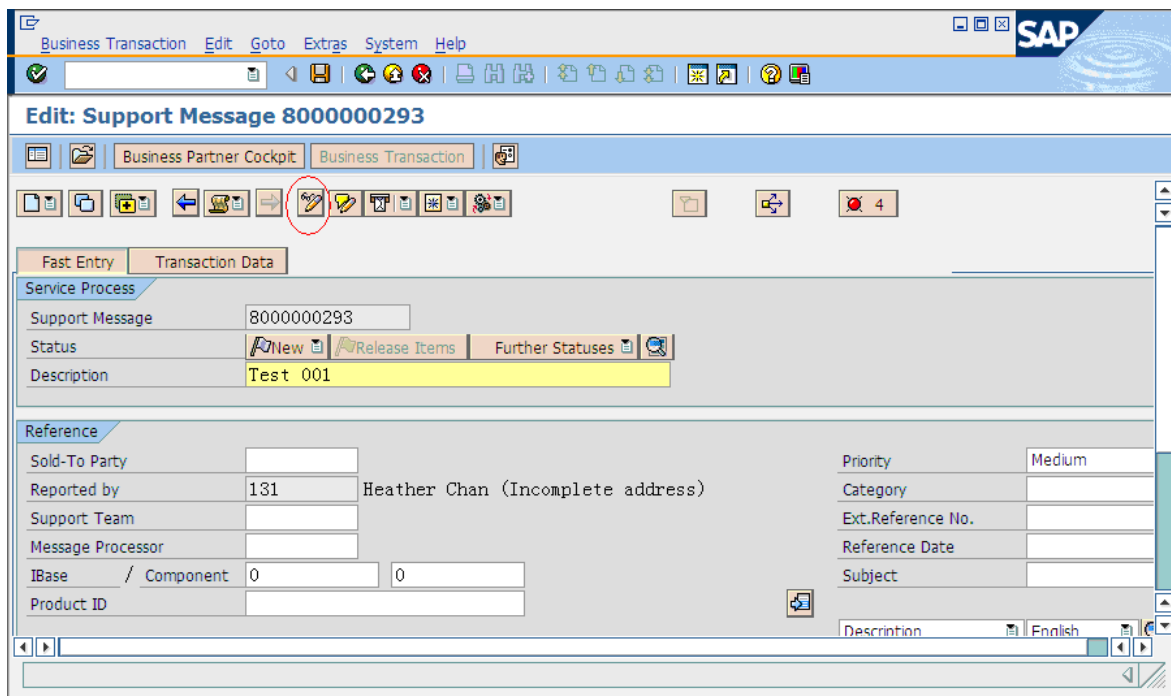 Business Transaction Edit Goto Extras System Help
SAP
Edit: Support Message 8000000293
Business Partner Cockpit Business Transaction
4
Fast Entry Transaction Data
Service Process
Support Message 8000000293
Status New Release Items Further Statuses
Description Test 001
Reference
Sold-To Party Priority Medium
Reported by 131 Heather Chan (Incomplete address) Category
Support Team Ext.Reference No.
Message Processor Reference Date
IBase / Component 0 0 Subject
Product ID
Description English